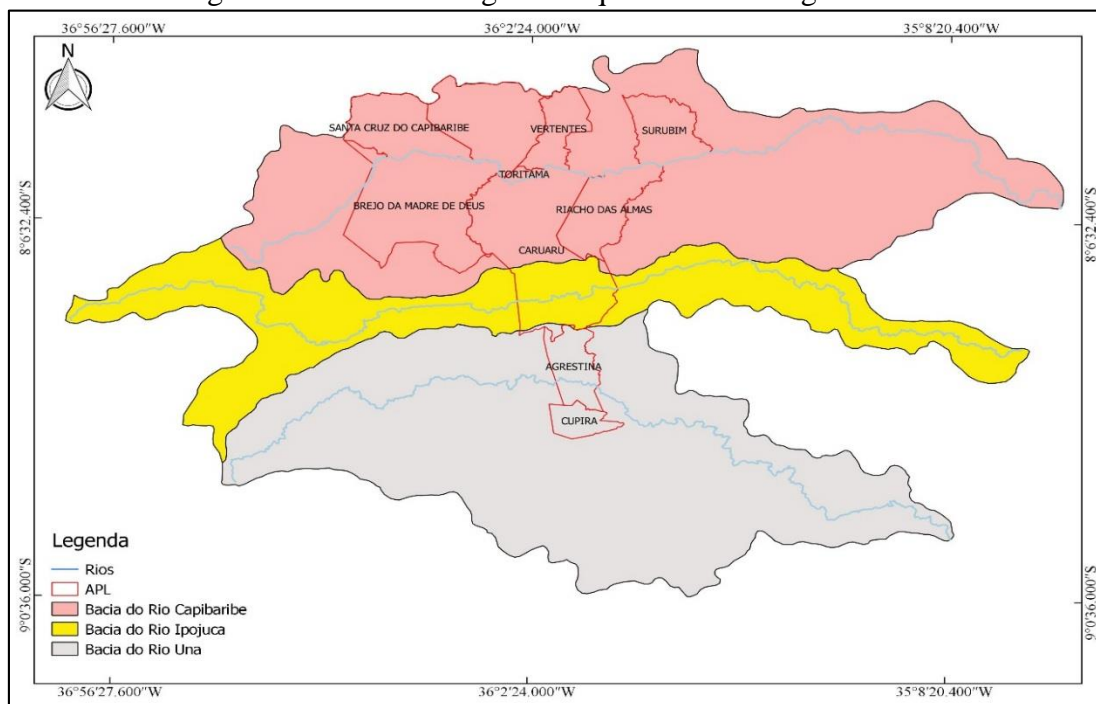 36°56'27.600"W 36°2'24.000"W 35°8'20.400"W
N
SANTA CRUZ DO CAPIBARIBE
VERTENTES
SURUBIM
TORITAMA
BREJO DA MADRE DE DEUS
RIACHO DAS ALMAS
8°6'32.400"S
8°6'32.400"S
CARUARU
AGRESTINA
CUPIRA
Legenda
Rios
APL
Bacia do Rio Capibaribe
Bacia do Rio Ipojuca
Bacia do Rio Una
9°0'36.000"S
9°0'36.000"S
36°56'27.600"W 36°2'24.000"W 35°8'20.400"W